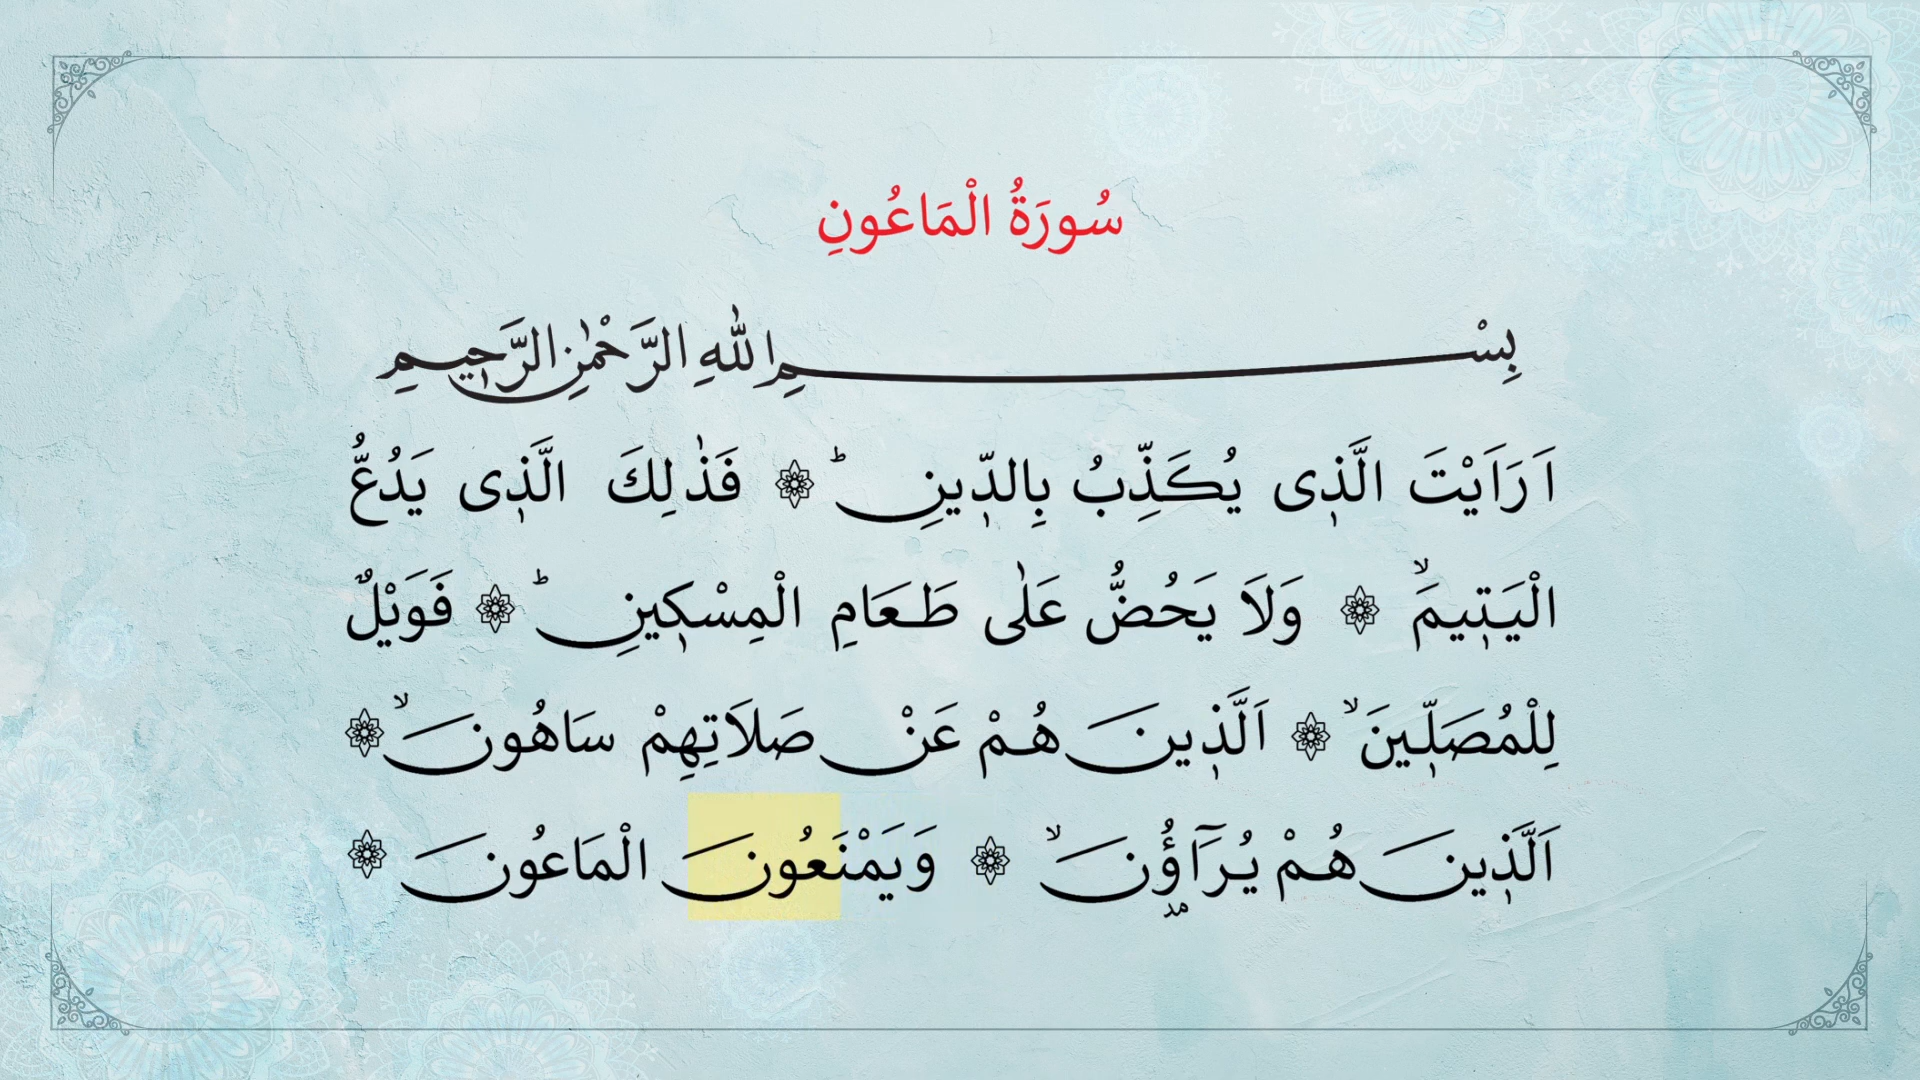 سُورَةُ الْمَاعُونِ
بِسْمِ اللّٰهِ الرَّحْمٰنِ الرَّحٖيمِ
اَرَاَيْتَ الَّذٖى يُكَذِّبُ بِالدّٖينِؕ ۞ فَذٰلِكَ الَّذٖى يَدُعُّ
الْيَتٖيمَۙ ۞ وَلَا يَحُضُّ عَلٰى طَعَامِ الْمِسْكٖينِؕ ۞ فَوَيْلٌ
لِلْمُصَلّٖينَۙ ۞ اَلَّذٖينَ هُمْ عَنْ صَلَاتِهِمْ سَاهُونَۙ ۞
اَلَّذٖينَ هُمْ يُرَٓاؤُ۫نَۙ ۞ وَيَمْنَعُونَ الْمَاعُونَ ۞